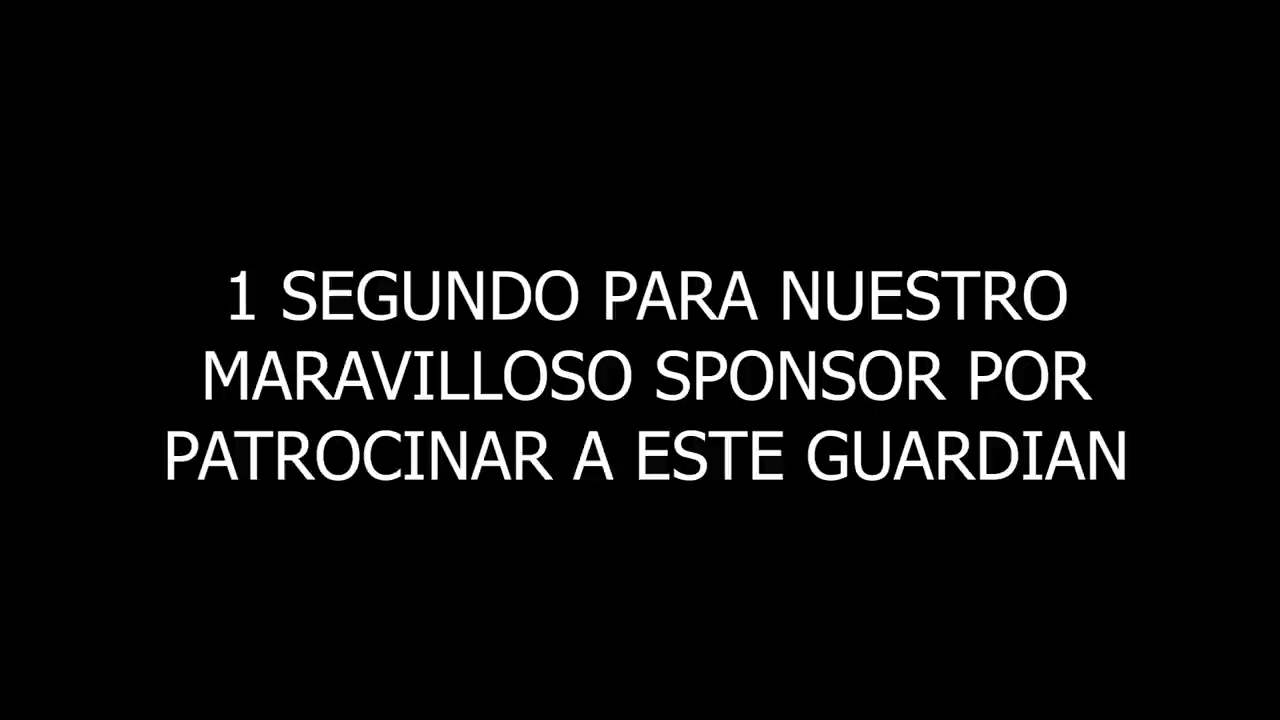 1 SEGUNDO PARA NUESTRO
MARAVILLOSO SPONSOR POR
PATROCINAR A ESTE GUARDIAN